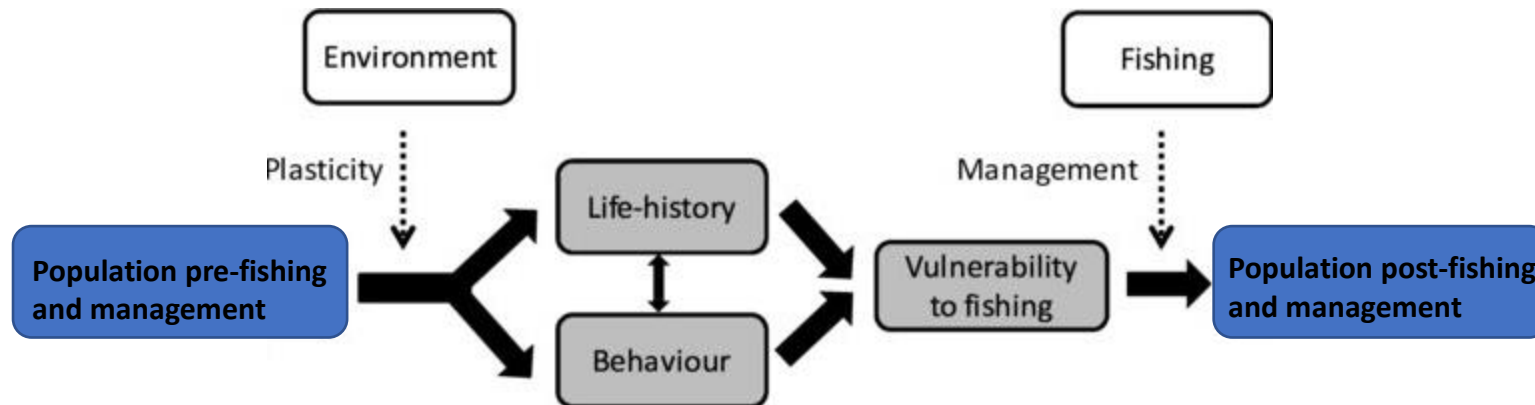 Environment
Fishing
Plasticity
Management
Life-history
Population pre-fishing
and management
Vulnerability
to fishing
Population post-fishing
and management
Behaviour